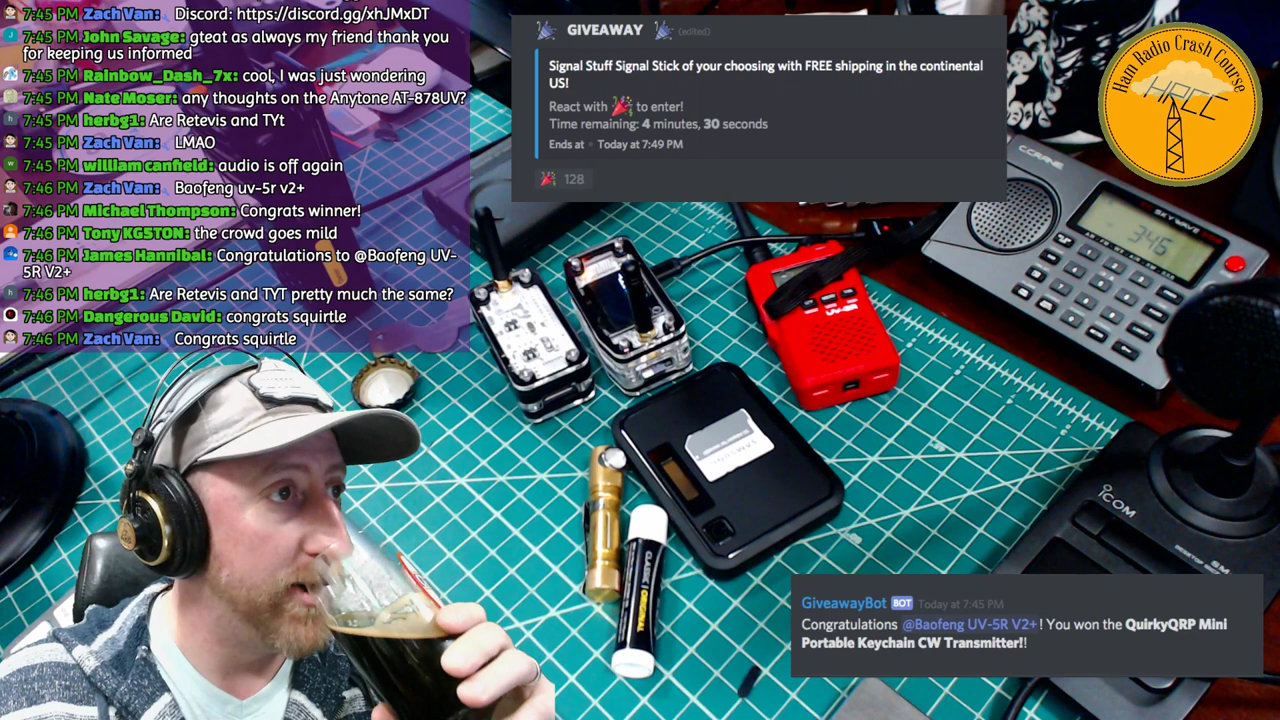 7:45 PM Zach Van: Discord: https://discord.gg/xhJMxDT
7:45 PM John Savage: gteat as always my friend thank you
for keeping us informed
7:45 PM Rainbow_Dash_7x: cool, I was just wondering
7:45 PM Nate Moser: any thoughts on the Anytone AT-878UV?
7:45 PM herbg1: Are Retevis and TYt
7:45 PM Zach Van: LMAO
7:45 PM william canfield: audio is off again
7:46 PM Zach Van: Baofeng uv-5r v2+
7:46 PM Michael Thompson: Congrats winner!
7:46 PM Tony KG5TON: the crowd goes mild
7:46 PM James Hannibal: Congratulations to @Baofeng UV-
5R V2+
7:46 PM herbg1: Are Retevis and TYT pretty much the same?
7:46 PM Dangerous David: congrats squirtle
7:46 PM Zach Van: Congrats squirtle
GIVEAWAY (edited)
Signal Stuff Signal Stick of your choosing with FREE shipping in the continental
US!
React with to enter!
Time remaining: 4 minutes, 30 seconds
Ends at • Today at 7:49 PM
128
Ham Radio Crash Course
HRCC
C.CRANE
SKYWAVE
345
UV-5R
CLASSIC ORIGINAL
ICOM
SM
GiveawayBot BOT Today at 7:45 PM
Congratulations @Baofeng UV-5R V2+! You won the QuirkyQRP Mini
Portable Keychain CW Transmitter!!